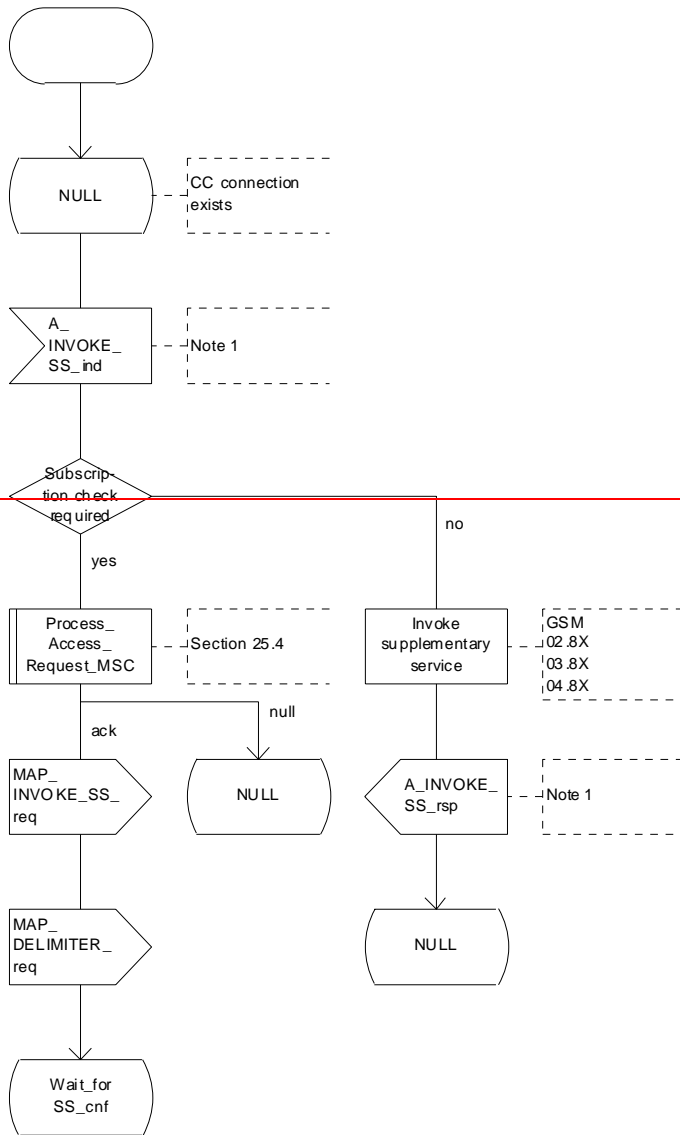 NULL
CC connection
exists
A_
INVOKE_
SS_ind
Note 1
Subscrip-
tion check
required
no
yes
Process_
Access_
Request_MSC
Section 25.4
Invoke
supplementary
service
GSM
02.8X
03.8X
04.8X
null
ack
MAP_
INVOKE_SS_
req
NULL
A_INVOKE_
SS_rsp
Note 1
MAP_
DELIMITER_
req
NULL
Wait_for
SS_cnf